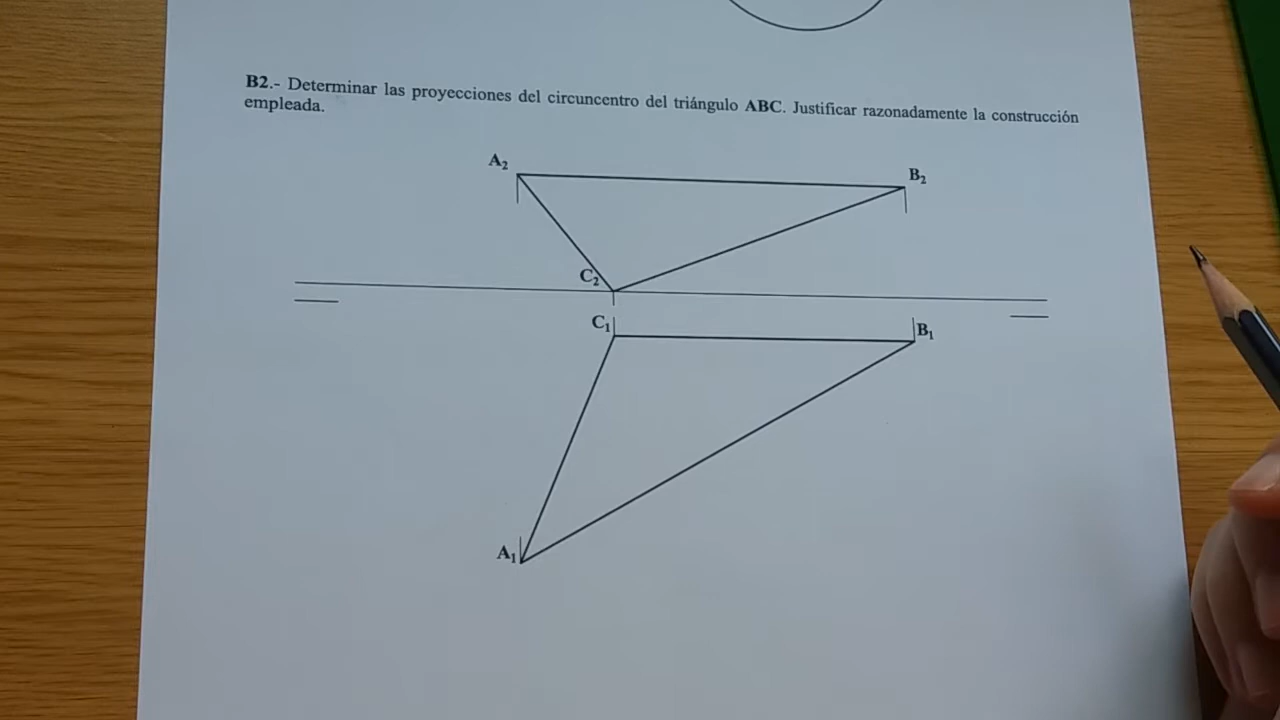 B2.- Determinar las proyecciones del circuncentro del triángulo ABC. Justificar razonadamente la construcción
empleada.
A₂
B₂
C₂
C₁
B₁
A₁